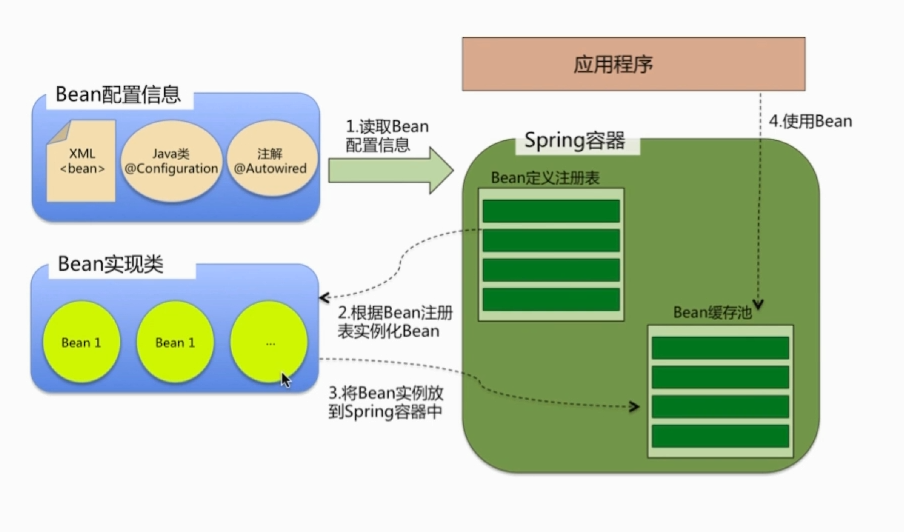 应用程序
Bean配置信息
XML
<bean>
Java类
@Configuration
注解
@Autowired
1.读取Bean
配置信息
4.使用Bean
Spring容器
Bean定义注册表
Bean实现类
Bean 1
Bean 1
...
2.根据Bean注册
表实例化Bean
Bean缓存池
3.将Bean实例放
到Spring容器中